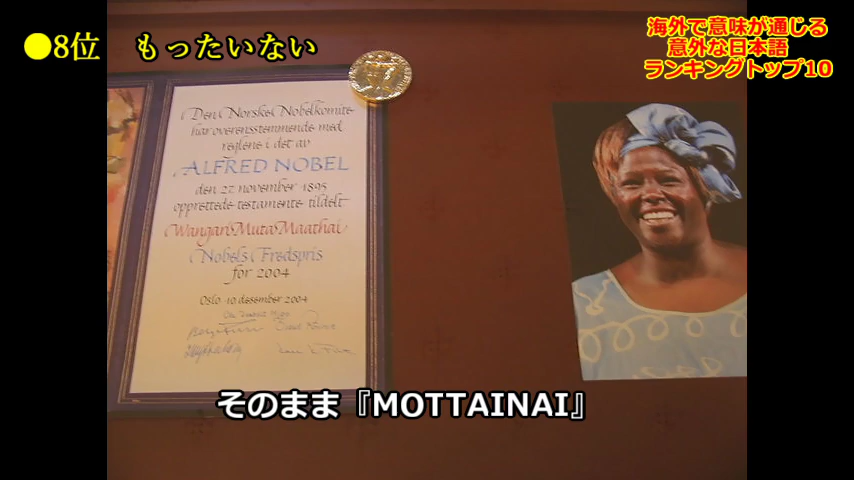 ●8位 もったいない
海外で意味が通じる
意外な日本語
ランキングトップ10
Den Norske Nobelkomite
har overensstemmende med
reglene i det av
ALFRED NOBEL
den 27. november 1895
opprettede testamente tildelt
Wangari Muta Maathai
Nobels Fredspris
for 2004
Oslo 10. desember 2004
そのまま『MOTTAINAI』